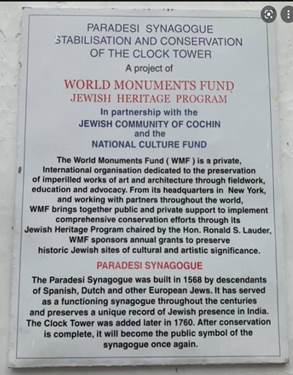 PARADESI SYNAGOGUE
STABILISATION AND CONSERVATION
OF THE CLOCK TOWER
A project of
WORLD MONUMENTS FUND
JEWISH HERITAGE PROGRAM
In partnership with the
JEWISH COMMUNITY OF COCHIN
and the
NATIONAL CULTURE FUND
The World Monuments Fund ( WMF ) is a private,
International organisation dedicated to the preservation
of imperilled works of art and architecture through fieldwork,
education and advocacy. From its headquarters in New York,
and working with partners throughout the world,
WMF brings together public and private support to implement
comprehensive conservation efforts through its
Jewish Heritage Program chaired by the Hon. Ronald S. Lauder,
WMF sponsors annual grants to preserve
historic Jewish sites of cultural and artistic significance.
PARADESI SYNAGOGUE
The Paradesi Synagogue was built in 1568 by descendants
of Spanish, Dutch and other European Jews. It has served
as a functioning synagogue throughout the centuries
and preserves a unique record of Jewish presence in India.
The Clock Tower was added later in 1760. After conservation
is complete, it will become the public symbol of the
synagogue once again.